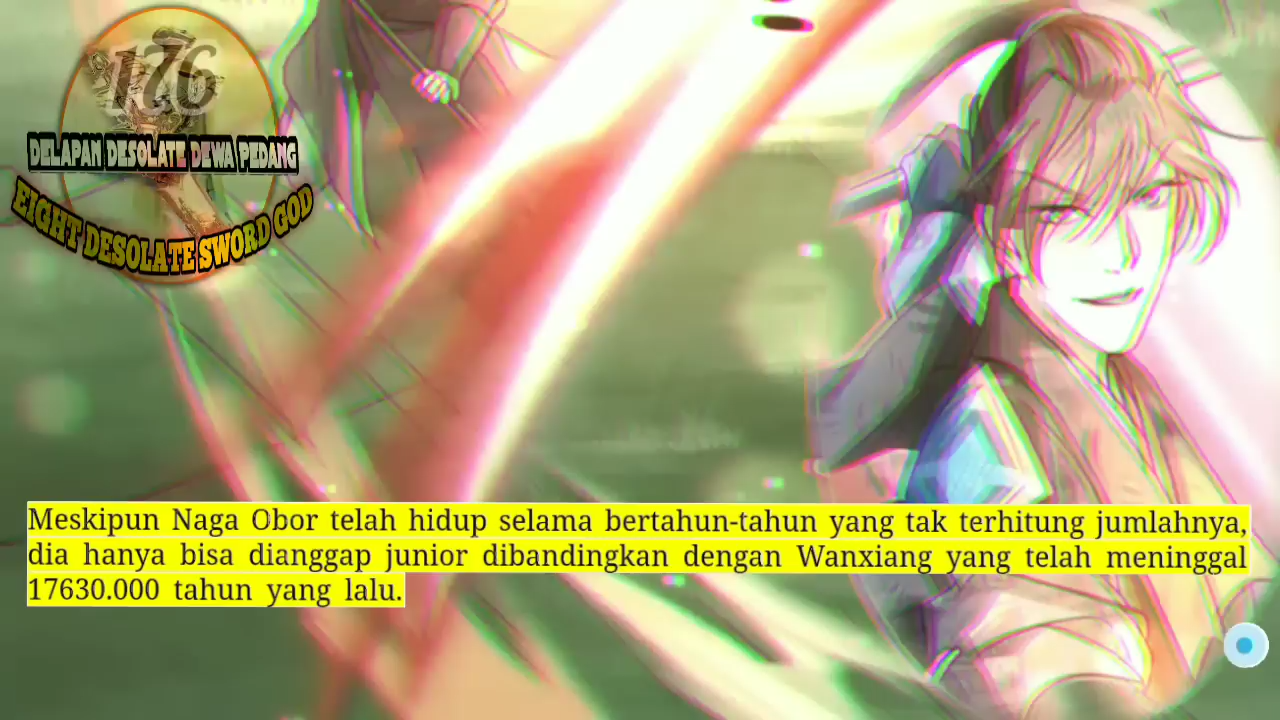 176
DELAPAN DESOLATE DEWA PEDANG
EIGHT DESOLATE SWORD GOD
Meskipun Naga Obor telah hidup selama bertahun-tahun yang tak terhitung jumlahnya,
dia hanya bisa dianggap junior dibandingkan dengan Wanxiang yang telah meninggal
17630.000 tahun yang lalu.